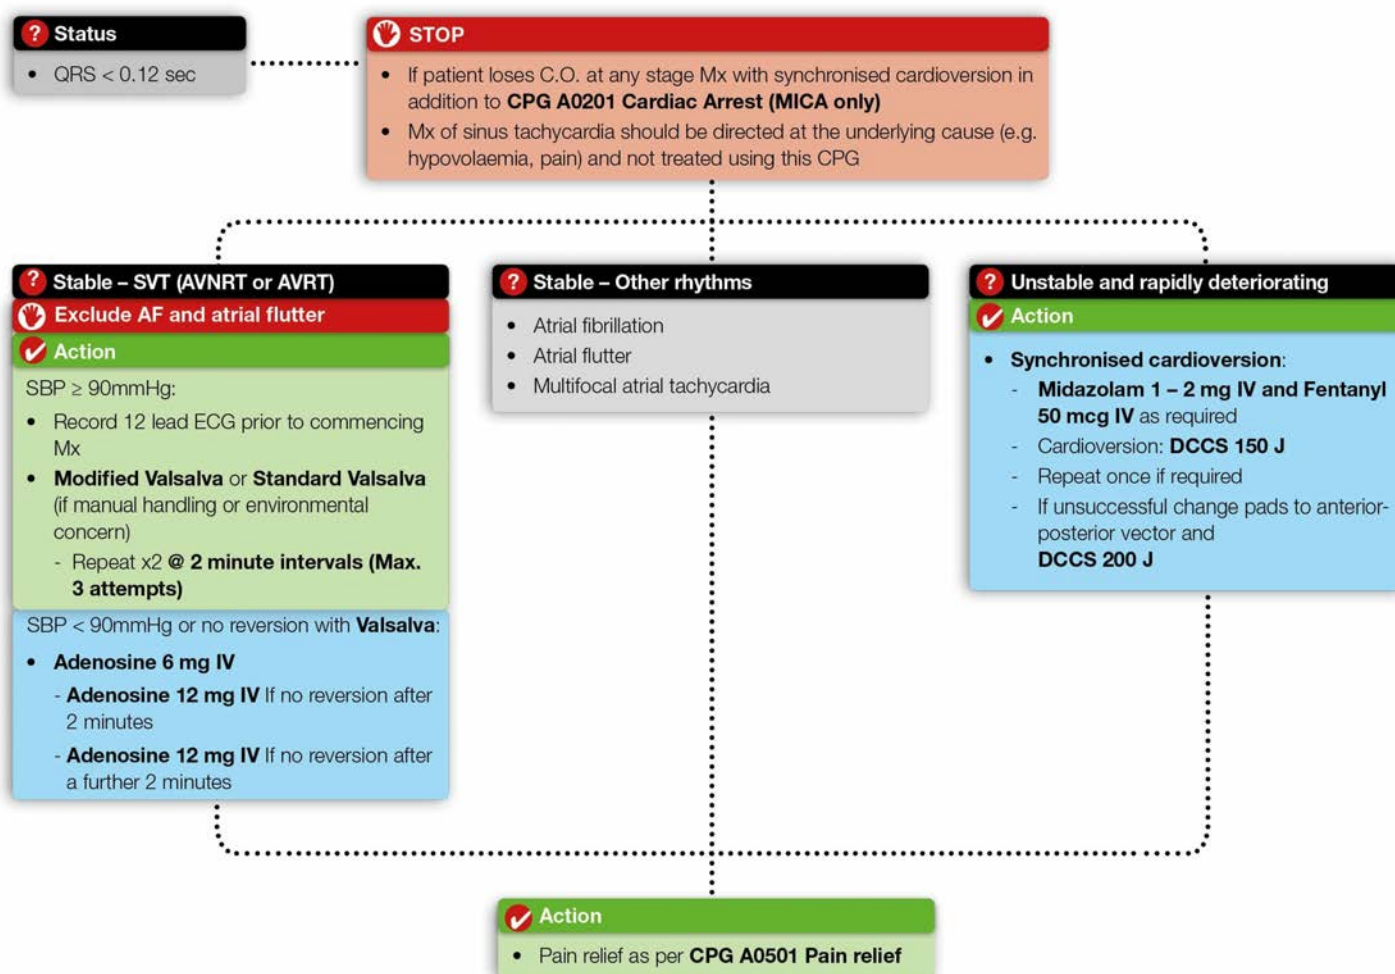 Status
• QRS < 0.12 sec
STOP
• If patient loses C.O. at any stage Mx with synchronised cardioversion in
addition to CPG A0201 Cardiac Arrest (MICA only)
• Mx of sinus tachycardia should be directed at the underlying cause (e.g.
hypovolaemia, pain) and not treated using this CPG
Stable – SVT (AVNRT or AVRT)
Exclude AF and atrial flutter
Action
SBP ≥ 90mmHg:
• Record 12 lead ECG prior to commencing
Mx
• Modified Valsalva or Standard Valsalva
(if manual handling or environmental
concern)
- Repeat x2 @ 2 minute intervals (Max.
3 attempts)
SBP < 90mmHg or no reversion with Valsalva:
• Adenosine 6 mg IV
- Adenosine 12 mg IV If no reversion after
2 minutes
- Adenosine 12 mg IV If no reversion after
a further 2 minutes
Stable – Other rhythms
• Atrial fibrillation
• Atrial flutter
• Multifocal atrial tachycardia
Unstable and rapidly deteriorating
Action
• Synchronised cardioversion:
- Midazolam 1 – 2 mg IV and Fentanyl
50 mcg IV as required
- Cardioversion: DCCS 150 J
- Repeat once if required
- If unsuccessful change pads to anterior-
posterior vector and
DCCS 200 J
Action
• Pain relief as per CPG A0501 Pain relief